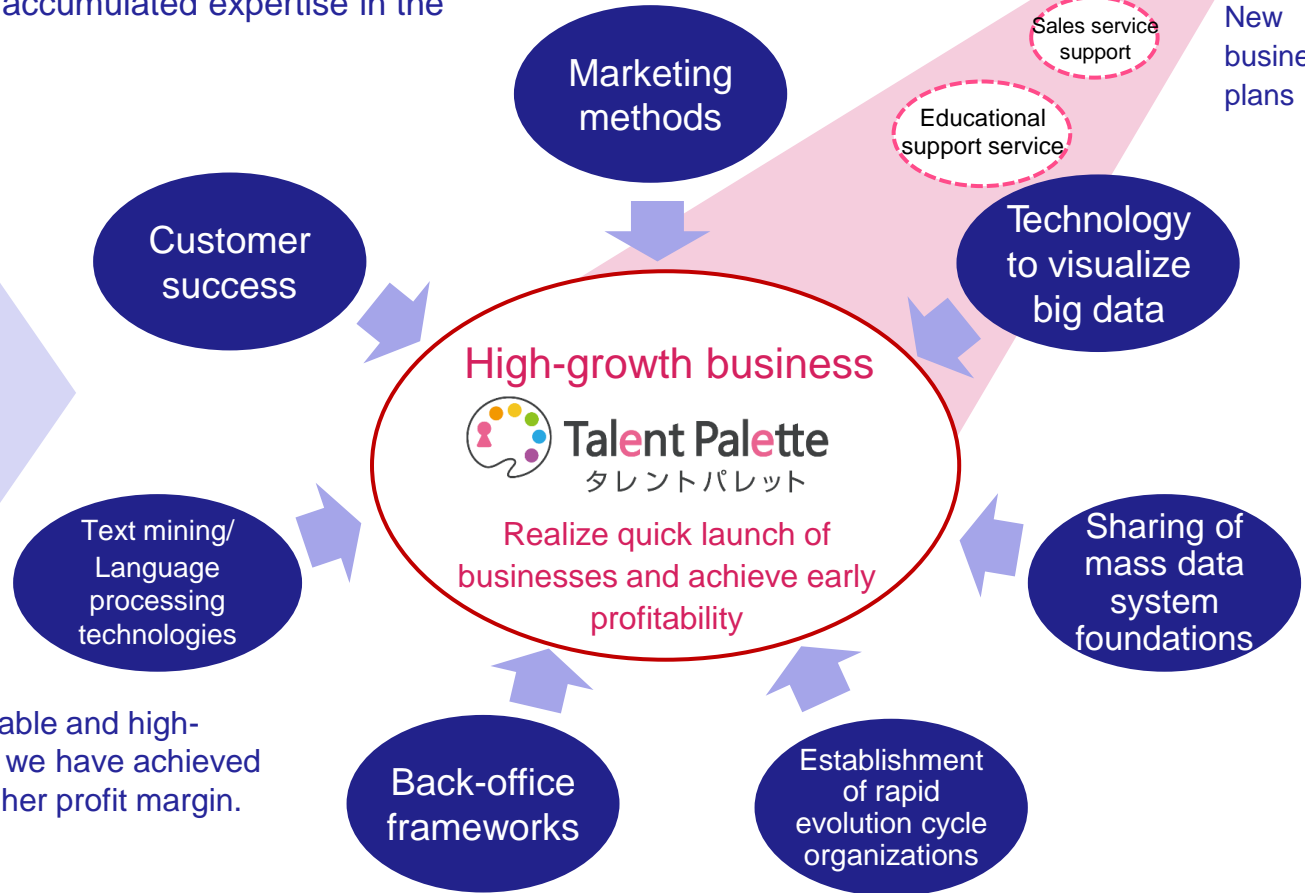 accumulated expertise in the
Sales service
support
New
business
plans
Marketing
methods
Educational
support service
Customer
success
Technology
to visualize
big data
High-growth business
Talent Palette
タレントパレット
Realize quick launch of
businesses and achieve early
profitability
Text mining/
Language
processing
technologies
Sharing of
mass data
system
foundations
able and high-
we have achieved
her profit margin.
Back-office
frameworks
Establishment
of rapid
evolution cycle
organizations